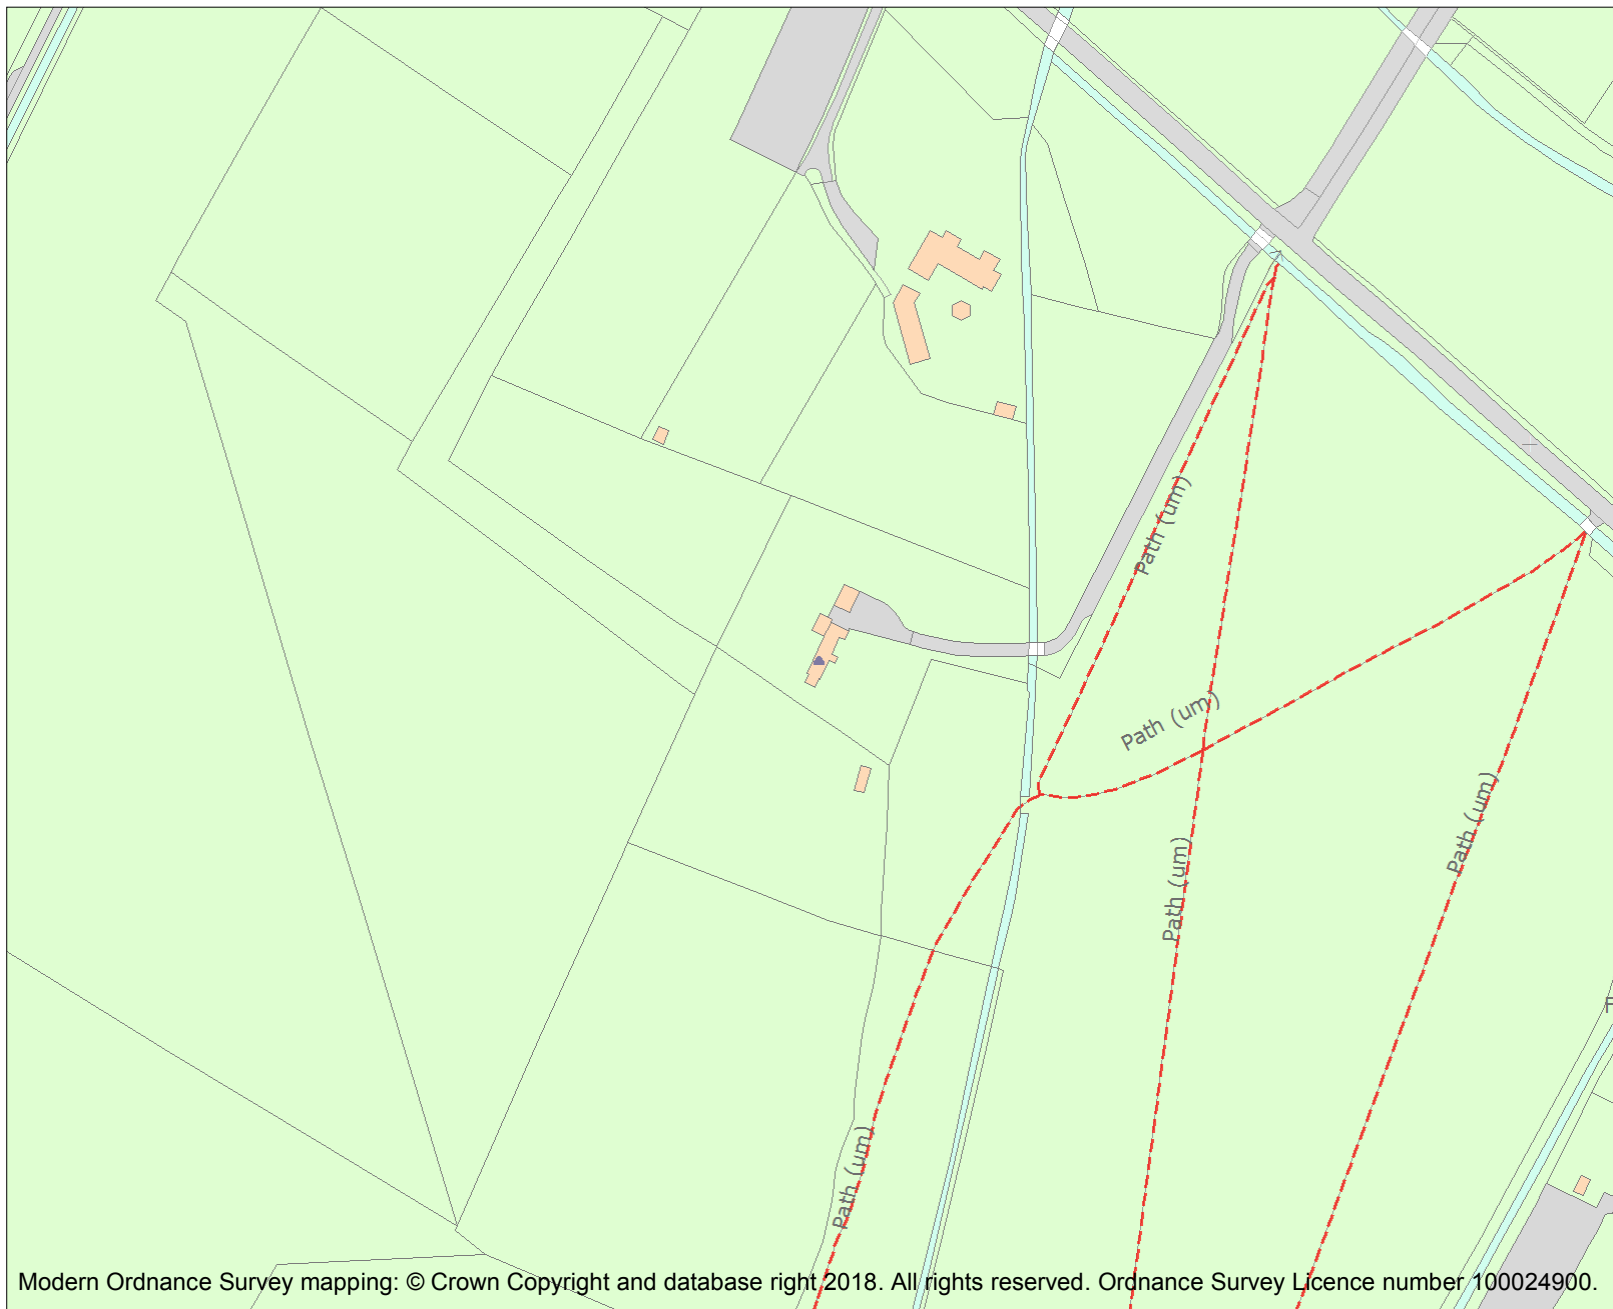 Path (um)
Path (um)
Path (um)
Path (um)
Path (um)
F
Modern Ordnance Survey mapping: © Crown Copyright and database right 2018. All rights reserved. Ordnance Survey Licence number 100024900.